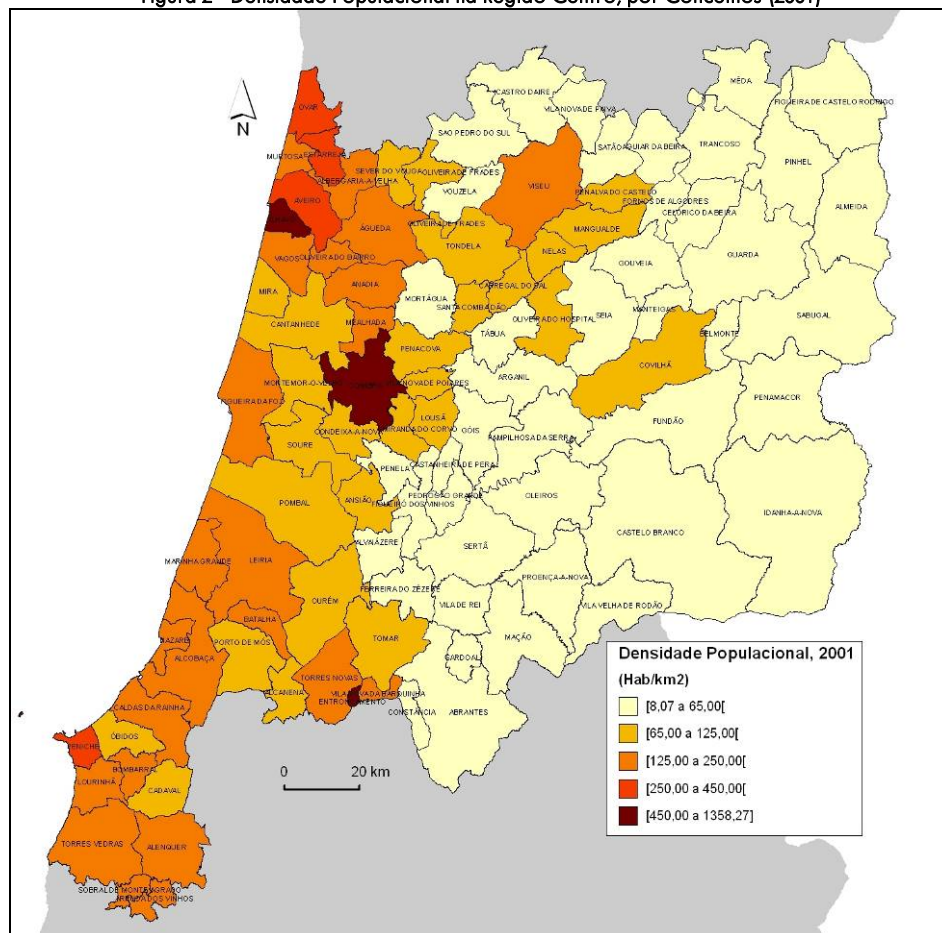 Figura 2 - Densidade Populacional na Região Centro, por Concelhos (2001)
N
MÊDA
CASTRO DAIRE
VILA NOVA DE PAIVA
FIGUEIRA DE CASTELO RODRIGO
OVAR
SAO PEDRO DO SUL
SATÃO
AGUIAR DA BEIRA
TRANCOSO
PINHEL
MURTOSA
ESTARREJA
ALBERGARIA-A-VELHA
SEVER DO VOUGA
OLIVEIRA DE FRADES
VOUZELA
VISEU
PENALVA DO CASTELO
FORNOS DE ALGODRES
CELORICO DA BEIRA
ALMEIDA
AVEIRO
ÁGUEDA
OLIVEIRA DE FRADES
TONDELA
MANGUALDE
NELAS
GOUVEIA
GUARDA
VAGOS
OLIVEIRA DO BAIRRO
ANADIA
MIRA
CANTANHEDE
MEALHADA
MORTÁGUA
SANTA COMBA DÃO
CARREGAL DO SAL
TÁBUA
OLIVEIRA DO HOSPITAL
SEIA
MANTEIGAS
BELMONTE
SABUGAL
PENACOVA
COVILHÃ
MONTEMOR-O-VELHO
FIGUEIRA DA FOZ
ARGANIL
LOUSÃ
PENAMACOR
FUNDÃO
SOURE
CONDEIXA-A-NOVA
MIRANDA DO CORVO
GÓIS
PAMPILHOSA DA SERRA
PENELA
CASTANHEIRA DE PERA
POMBAL
ANSIÃO
FIGUEIRÓ DOS VINHOS
PEDRÓGÃO GRANDE
OLEIROS
CASTELO BRANCO
IDANHA-A-NOVA
MARINHA GRANDE
LEIRIA
ALVAIÁZERE
SERTÃ
PROENÇA-A-NOVA
OURÉM
FERREIRA DO ZÊZERE
VILA DE REI
VILA VELHA DE RODÃO
BATALHA
NAZARÉ
ALCOBAÇA
PORTO DE MÓS
TOMAR
MAÇÃO
SARDOAL
TORRES NOVAS
ALCANENA
VILA NOVA DA BARQUINHA
ENTRONCAMENTO
CONSTÂNCIA
ABRANTES
CALDAS DA RAINHA
PENICHE
ÓBIDOS
BOMBARRAL
LOURINHÃ
CADAVAL
TORRES VEDRAS
ALENQUER
SOBRAL DE MONTE AGRAÇO
ARRUDA DOS VINHOS
0 20 km
Densidade Populacional, 2001
(Hab/km2)
[8,07 a 65,00[
[65,00 a 125,00[
[125,00 a 250,00[
[250,00 a 450,00[
[450,00 a 1358,27]